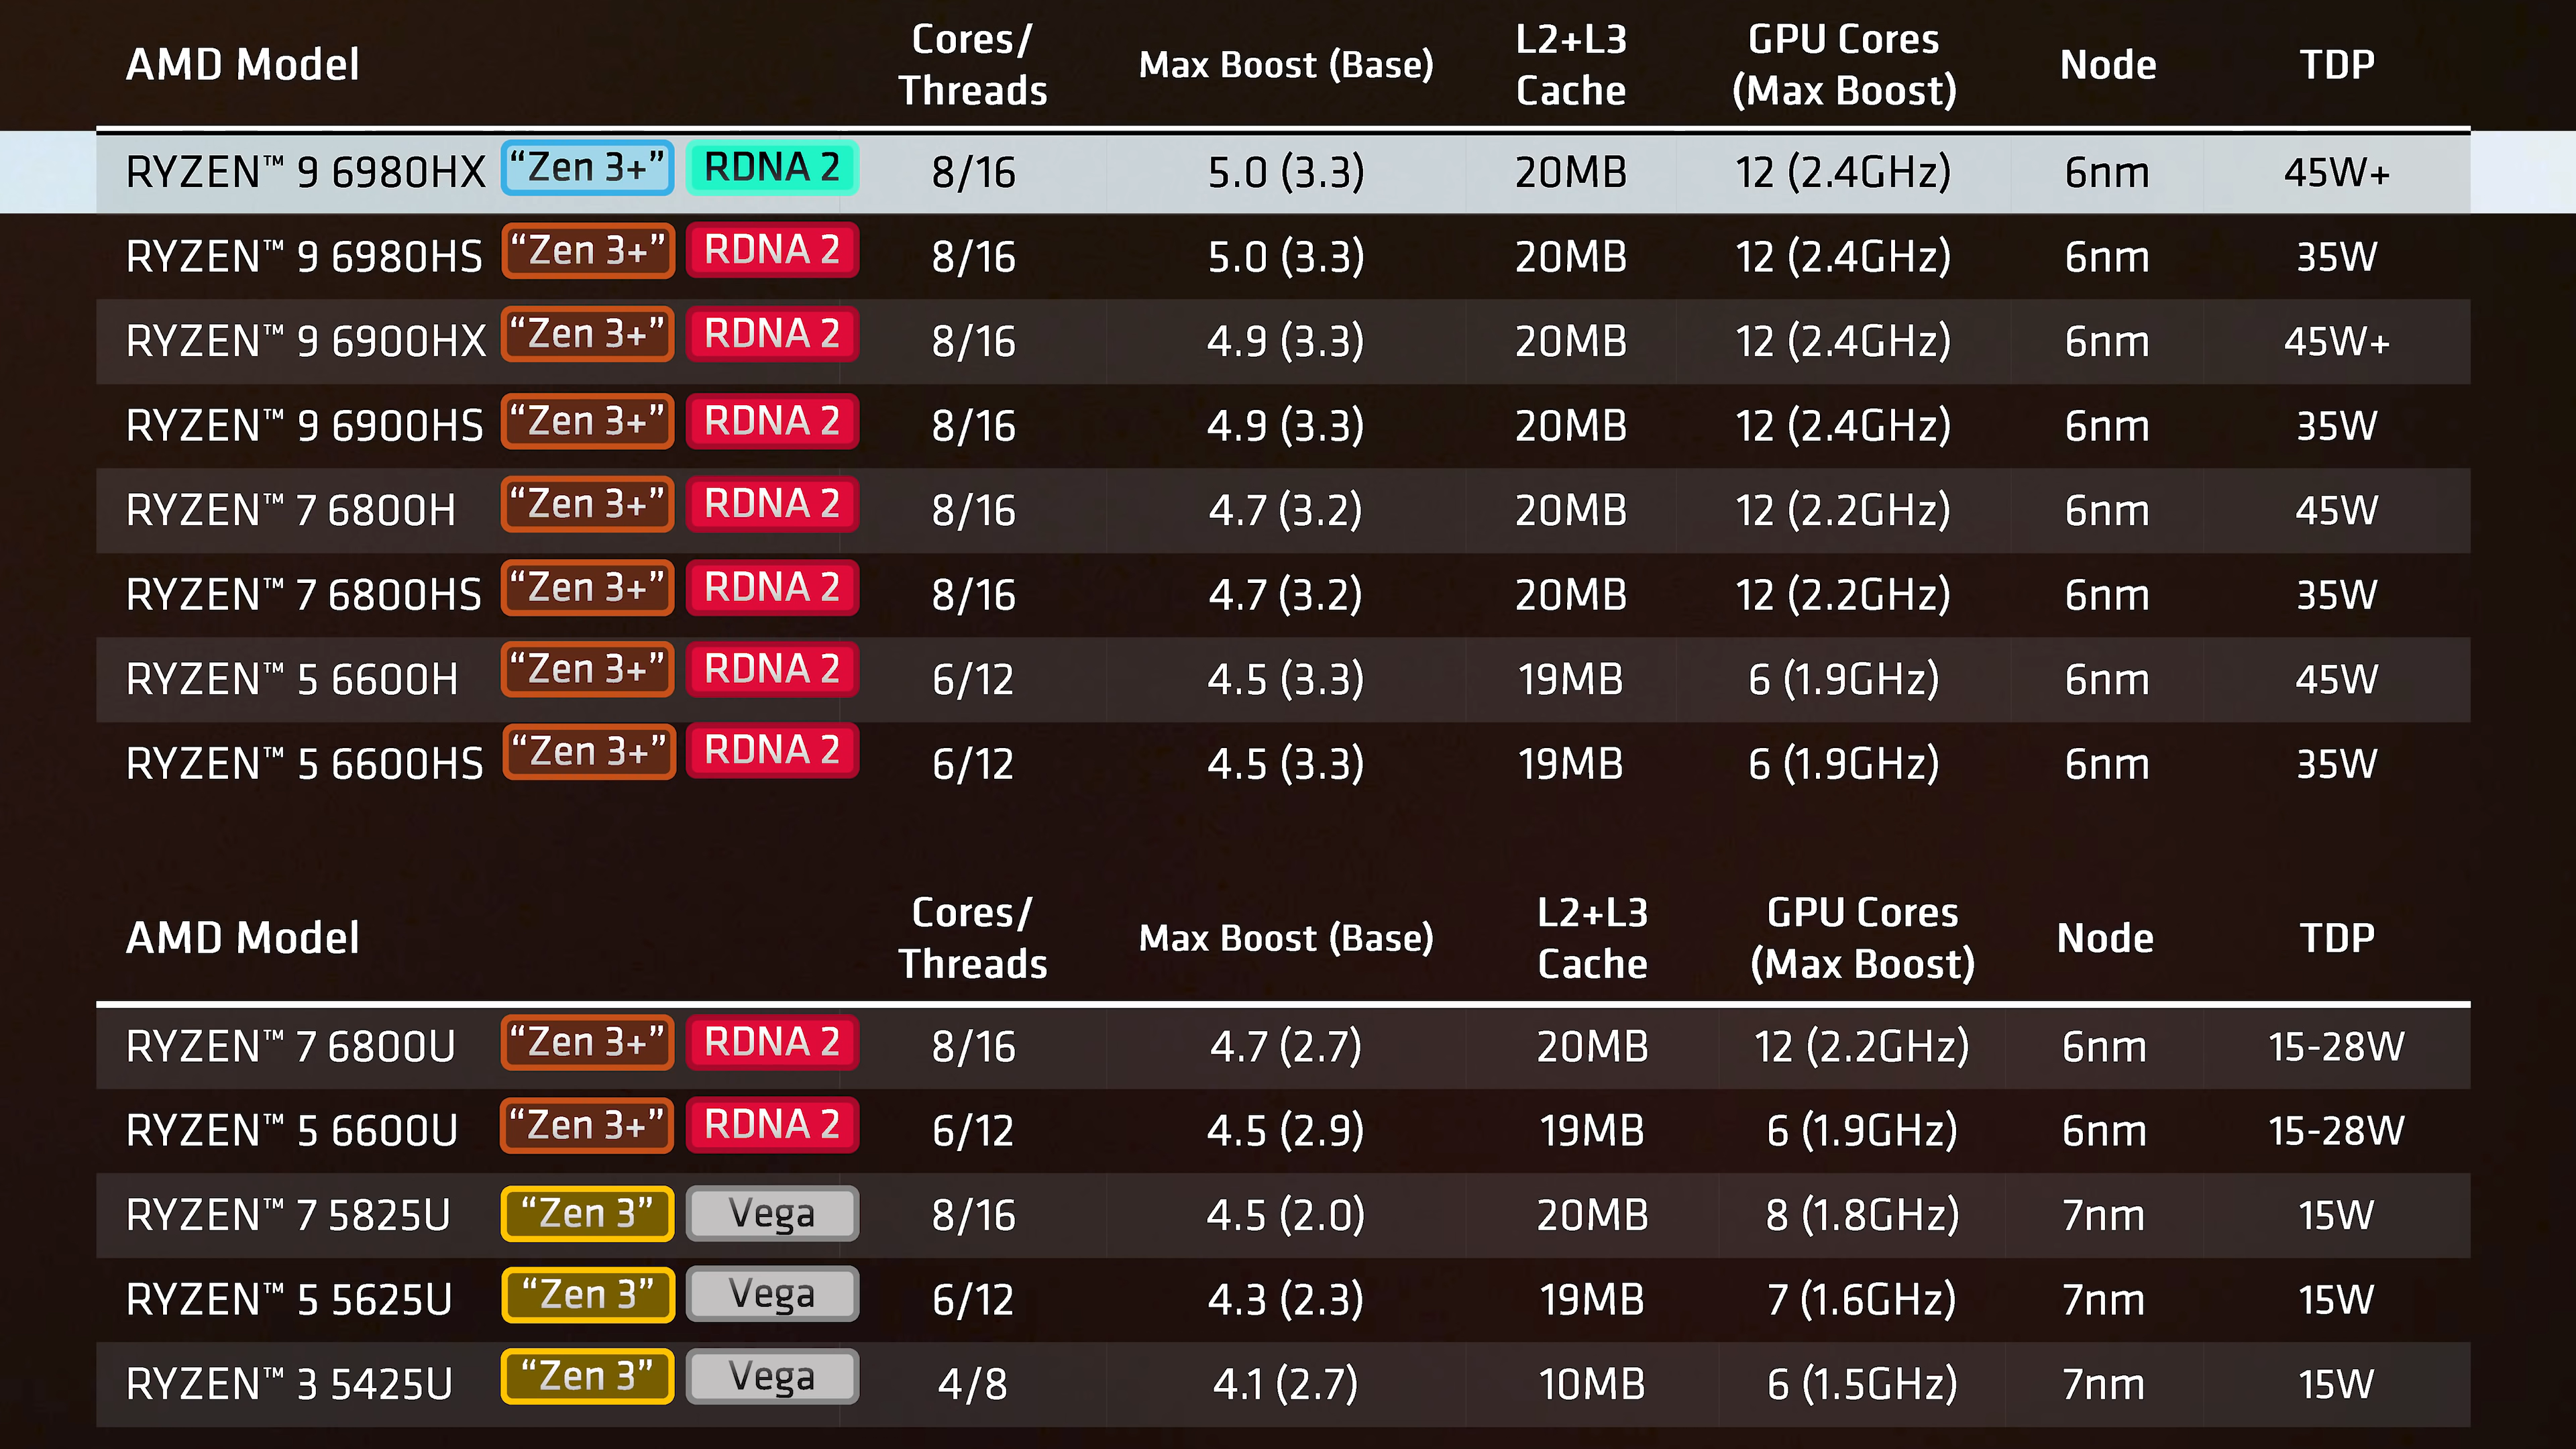 AMD Model Cores/ Threads Max Boost (Base) L2+L3 Cache GPU Cores (Max Boost) Node TDP
RYZEN™ 9 6980HX “Zen 3+” RDNA 2 8/16 5.0 (3.3) 20MB 12 (2.4GHz) 6nm 45W+
RYZEN™ 9 6980HS “Zen 3+” RDNA 2 8/16 5.0 (3.3) 20MB 12 (2.4GHz) 6nm 35W
RYZEN™ 9 6900HX “Zen 3+” RDNA 2 8/16 4.9 (3.3) 20MB 12 (2.4GHz) 6nm 45W+
RYZEN™ 9 6900HS “Zen 3+” RDNA 2 8/16 4.9 (3.3) 20MB 12 (2.4GHz) 6nm 35W
RYZEN™ 7 6800H “Zen 3+” RDNA 2 8/16 4.7 (3.2) 20MB 12 (2.2GHz) 6nm 45W
RYZEN™ 7 6800HS “Zen 3+” RDNA 2 8/16 4.7 (3.2) 20MB 12 (2.2GHz) 6nm 35W
RYZEN™ 5 6600H “Zen 3+” RDNA 2 6/12 4.5 (3.3) 19MB 6 (1.9GHz) 6nm 45W
RYZEN™ 5 6600HS “Zen 3+” RDNA 2 6/12 4.5 (3.3) 19MB 6 (1.9GHz) 6nm 35W
AMD Model Cores/ Threads Max Boost (Base) L2+L3 Cache GPU Cores (Max Boost) Node TDP
RYZEN™ 7 6800U “Zen 3+” RDNA 2 8/16 4.7 (2.7) 20MB 12 (2.2GHz) 6nm 15-28W
RYZEN™ 5 6600U “Zen 3+” RDNA 2 6/12 4.5 (2.9) 19MB 6 (1.9GHz) 6nm 15-28W
RYZEN™ 7 5825U “Zen 3” Vega 8/16 4.5 (2.0) 20MB 8 (1.8GHz) 7nm 15W
RYZEN™ 5 5625U “Zen 3” Vega 6/12 4.3 (2.3) 19MB 7 (1.6GHz) 7nm 15W
RYZEN™ 3 5425U “Zen 3” Vega 4/8 4.1 (2.7) 10MB 6 (1.5GHz) 7nm 15W